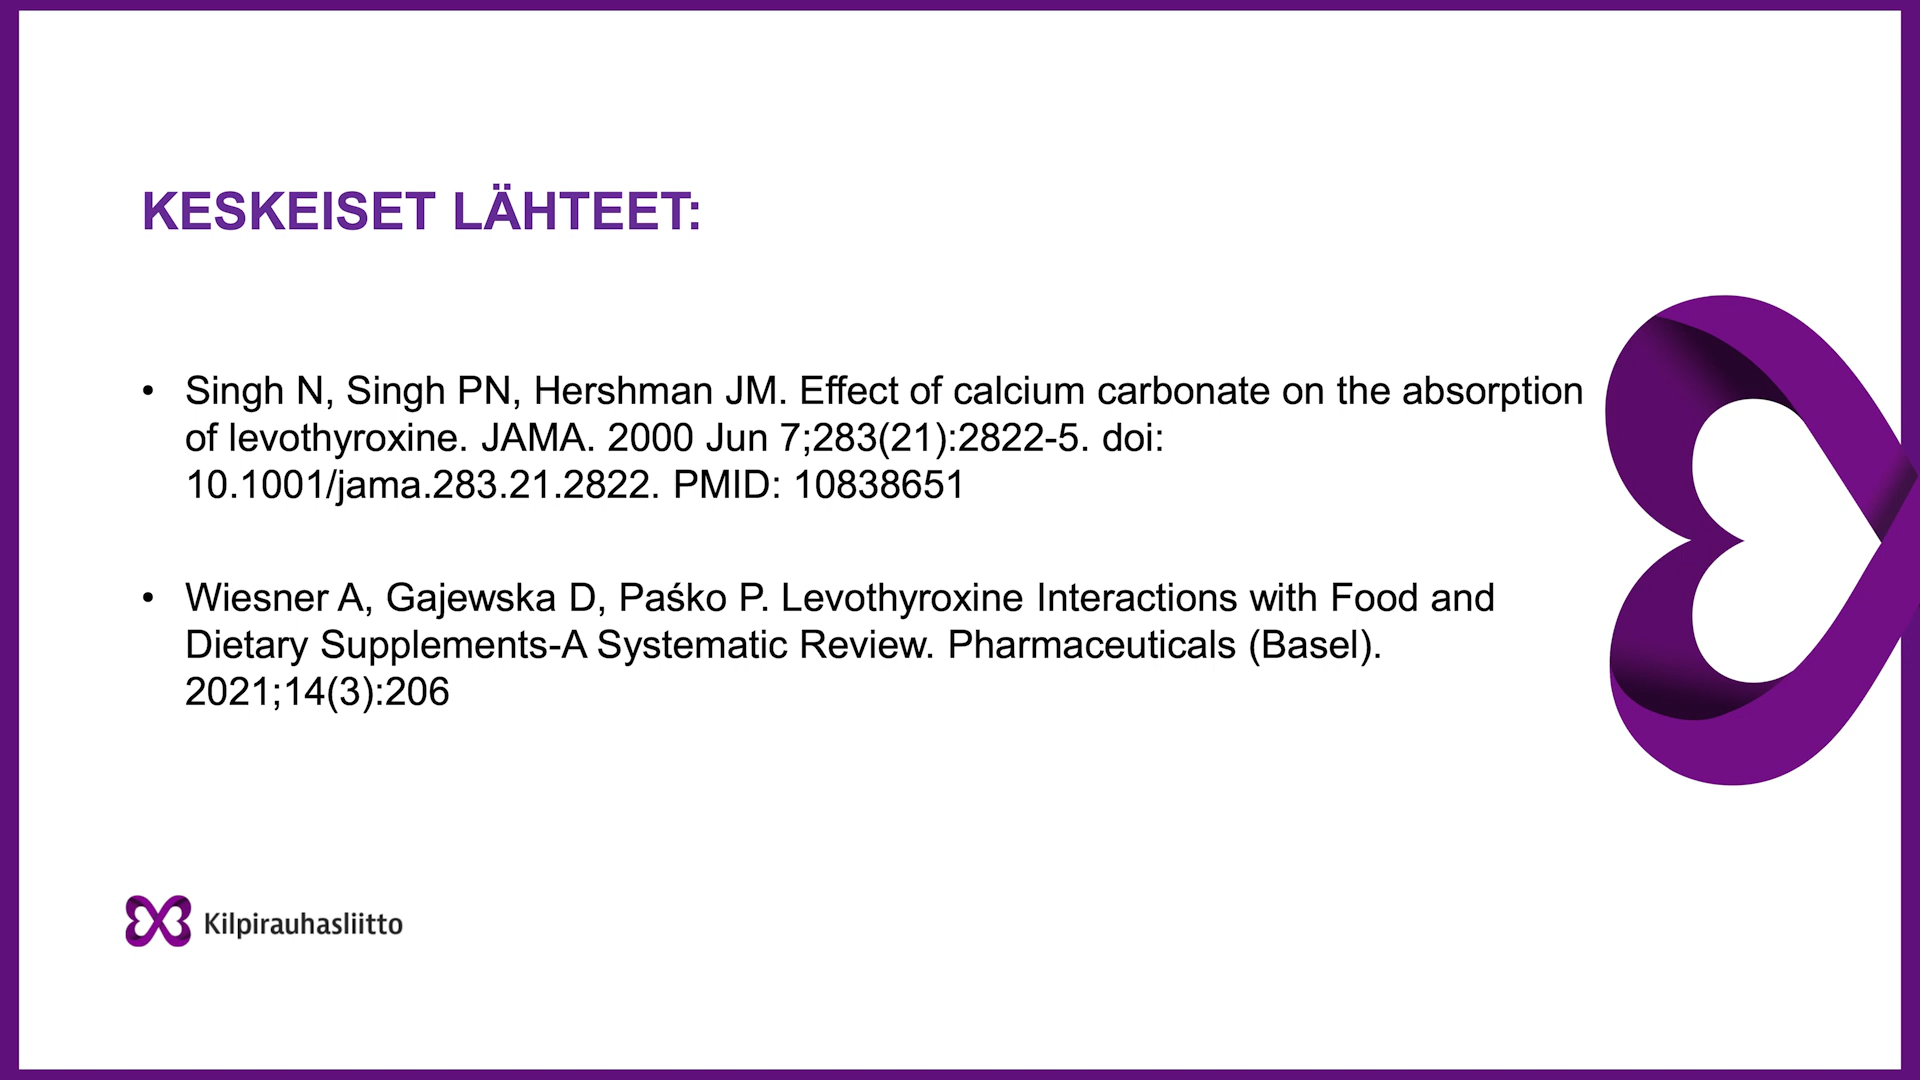 KESKEISET LÄHTEET:
• Singh N, Singh PN, Hershman JM. Effect of calcium carbonate on the absorption
of levothyroxine. JAMA. 2000 Jun 7;283(21):2822-5. doi:
10.1001/jama.283.21.2822. PMID: 10838651
• Wiesner A, Gajewska D, Paśko P. Levothyroxine Interactions with Food and
Dietary Supplements-A Systematic Review. Pharmaceuticals (Basel).
2021;14(3):206
Kilpirauhasliitto